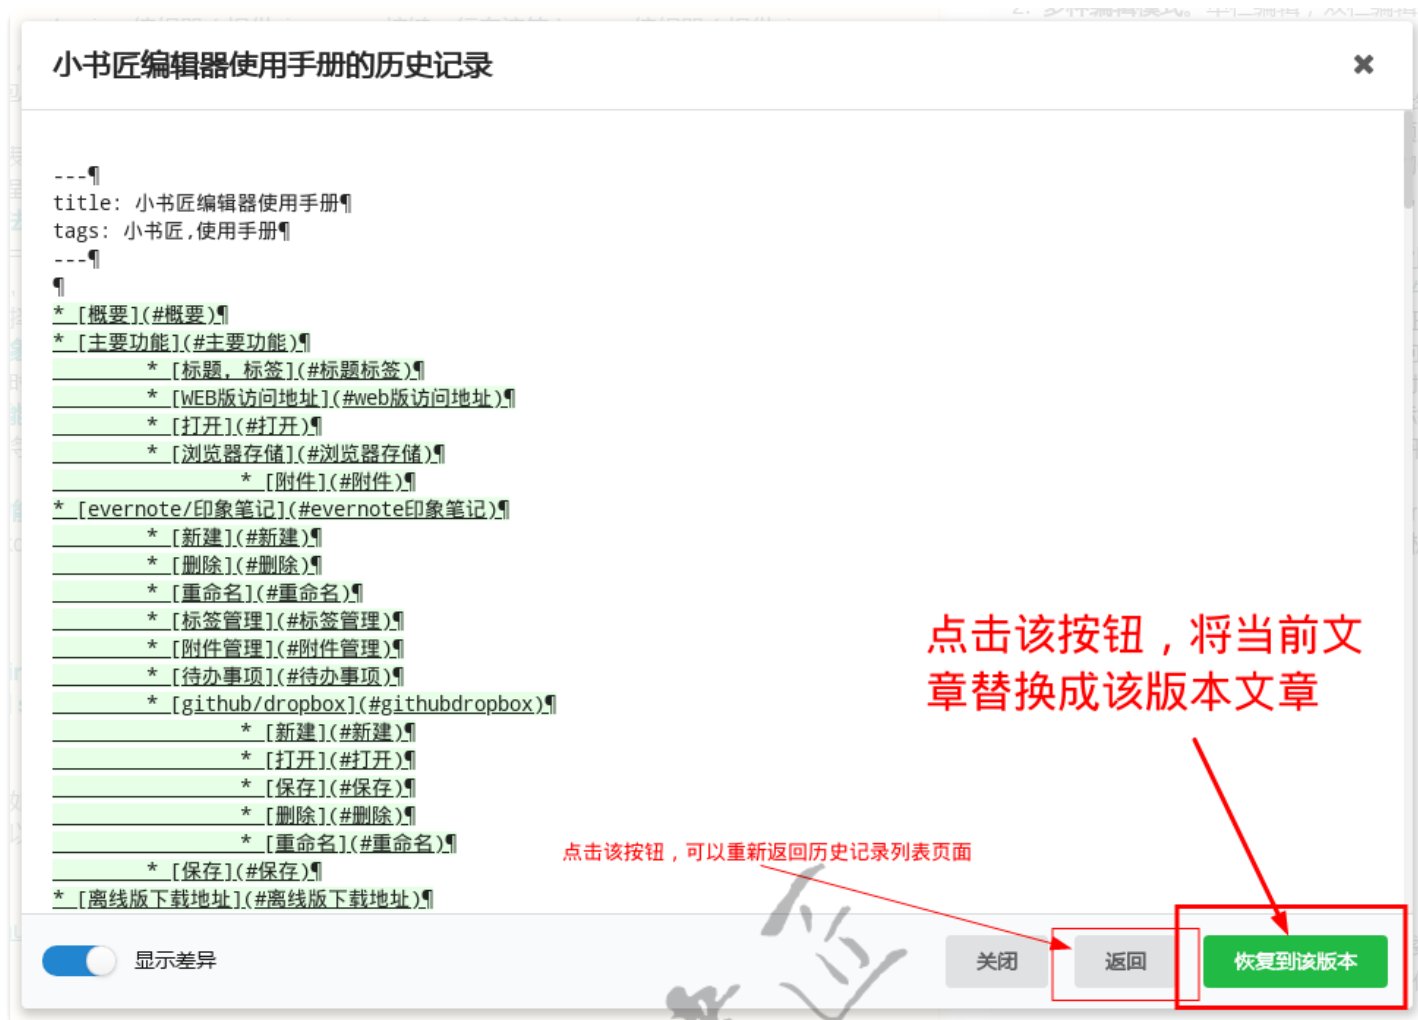 小书匠编辑器使用手册的历史记录
---¶
title: 小书匠编辑器使用手册¶
tags: 小书匠,使用手册¶
---¶
¶
* [概要](#概要)¶
* [主要功能](#主要功能)¶
* [标题，标签](#标题标签)¶
* [WEB版访问地址](#web版访问地址)¶
* [打开](#打开)¶
* [浏览器存储](#浏览器存储)¶
* [附件](#附件)¶
* [evernote/印象笔记](#evernote印象笔记)¶
* [新建](#新建)¶
* [删除](#删除)¶
* [重命名](#重命名)¶
* [标签管理](#标签管理)¶
* [附件管理](#附件管理)¶
* [待办事项](#待办事项)¶
* [github/dropbox](#githubdropbox)¶
* [新建](#新建)¶
* [打开](#打开)¶
* [保存](#保存)¶
* [删除](#删除)¶
* [重命名](#重命名)¶
* [保存](#保存)¶
* [离线版下载地址](#离线版下载地址)¶
点击该按钮，将当前文
章替换成该版本文章
点击该按钮，可以重新返回历史记录列表页面
显示差异
关闭
返回
恢复到该版本